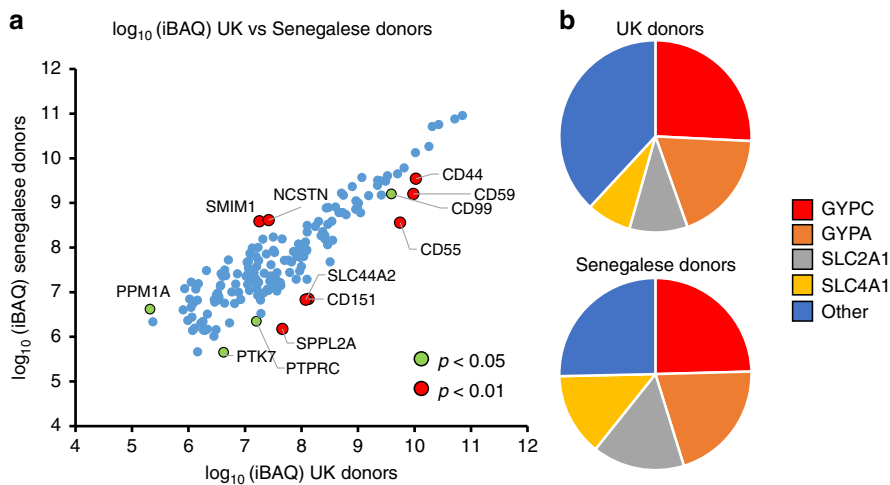 a
log10 (iBAQ) UK vs Senegalese donors
12
11
10
9
8
7
6
5
4
4 5 6 7 8 9 10 11 12
log10 (iBAQ) senegalese donors
log10 (iBAQ) UK donors
CD44
NCSTN
CD59
SMIM1
CD99
CD55
SLC44A2
PPM1A
CD151
SPPL2A
PTK7
PTPRC
p < 0.05
p < 0.01
b
UK donors
Senegalese donors
GYPC
GYPA
SLC2A1
SLC4A1
Other